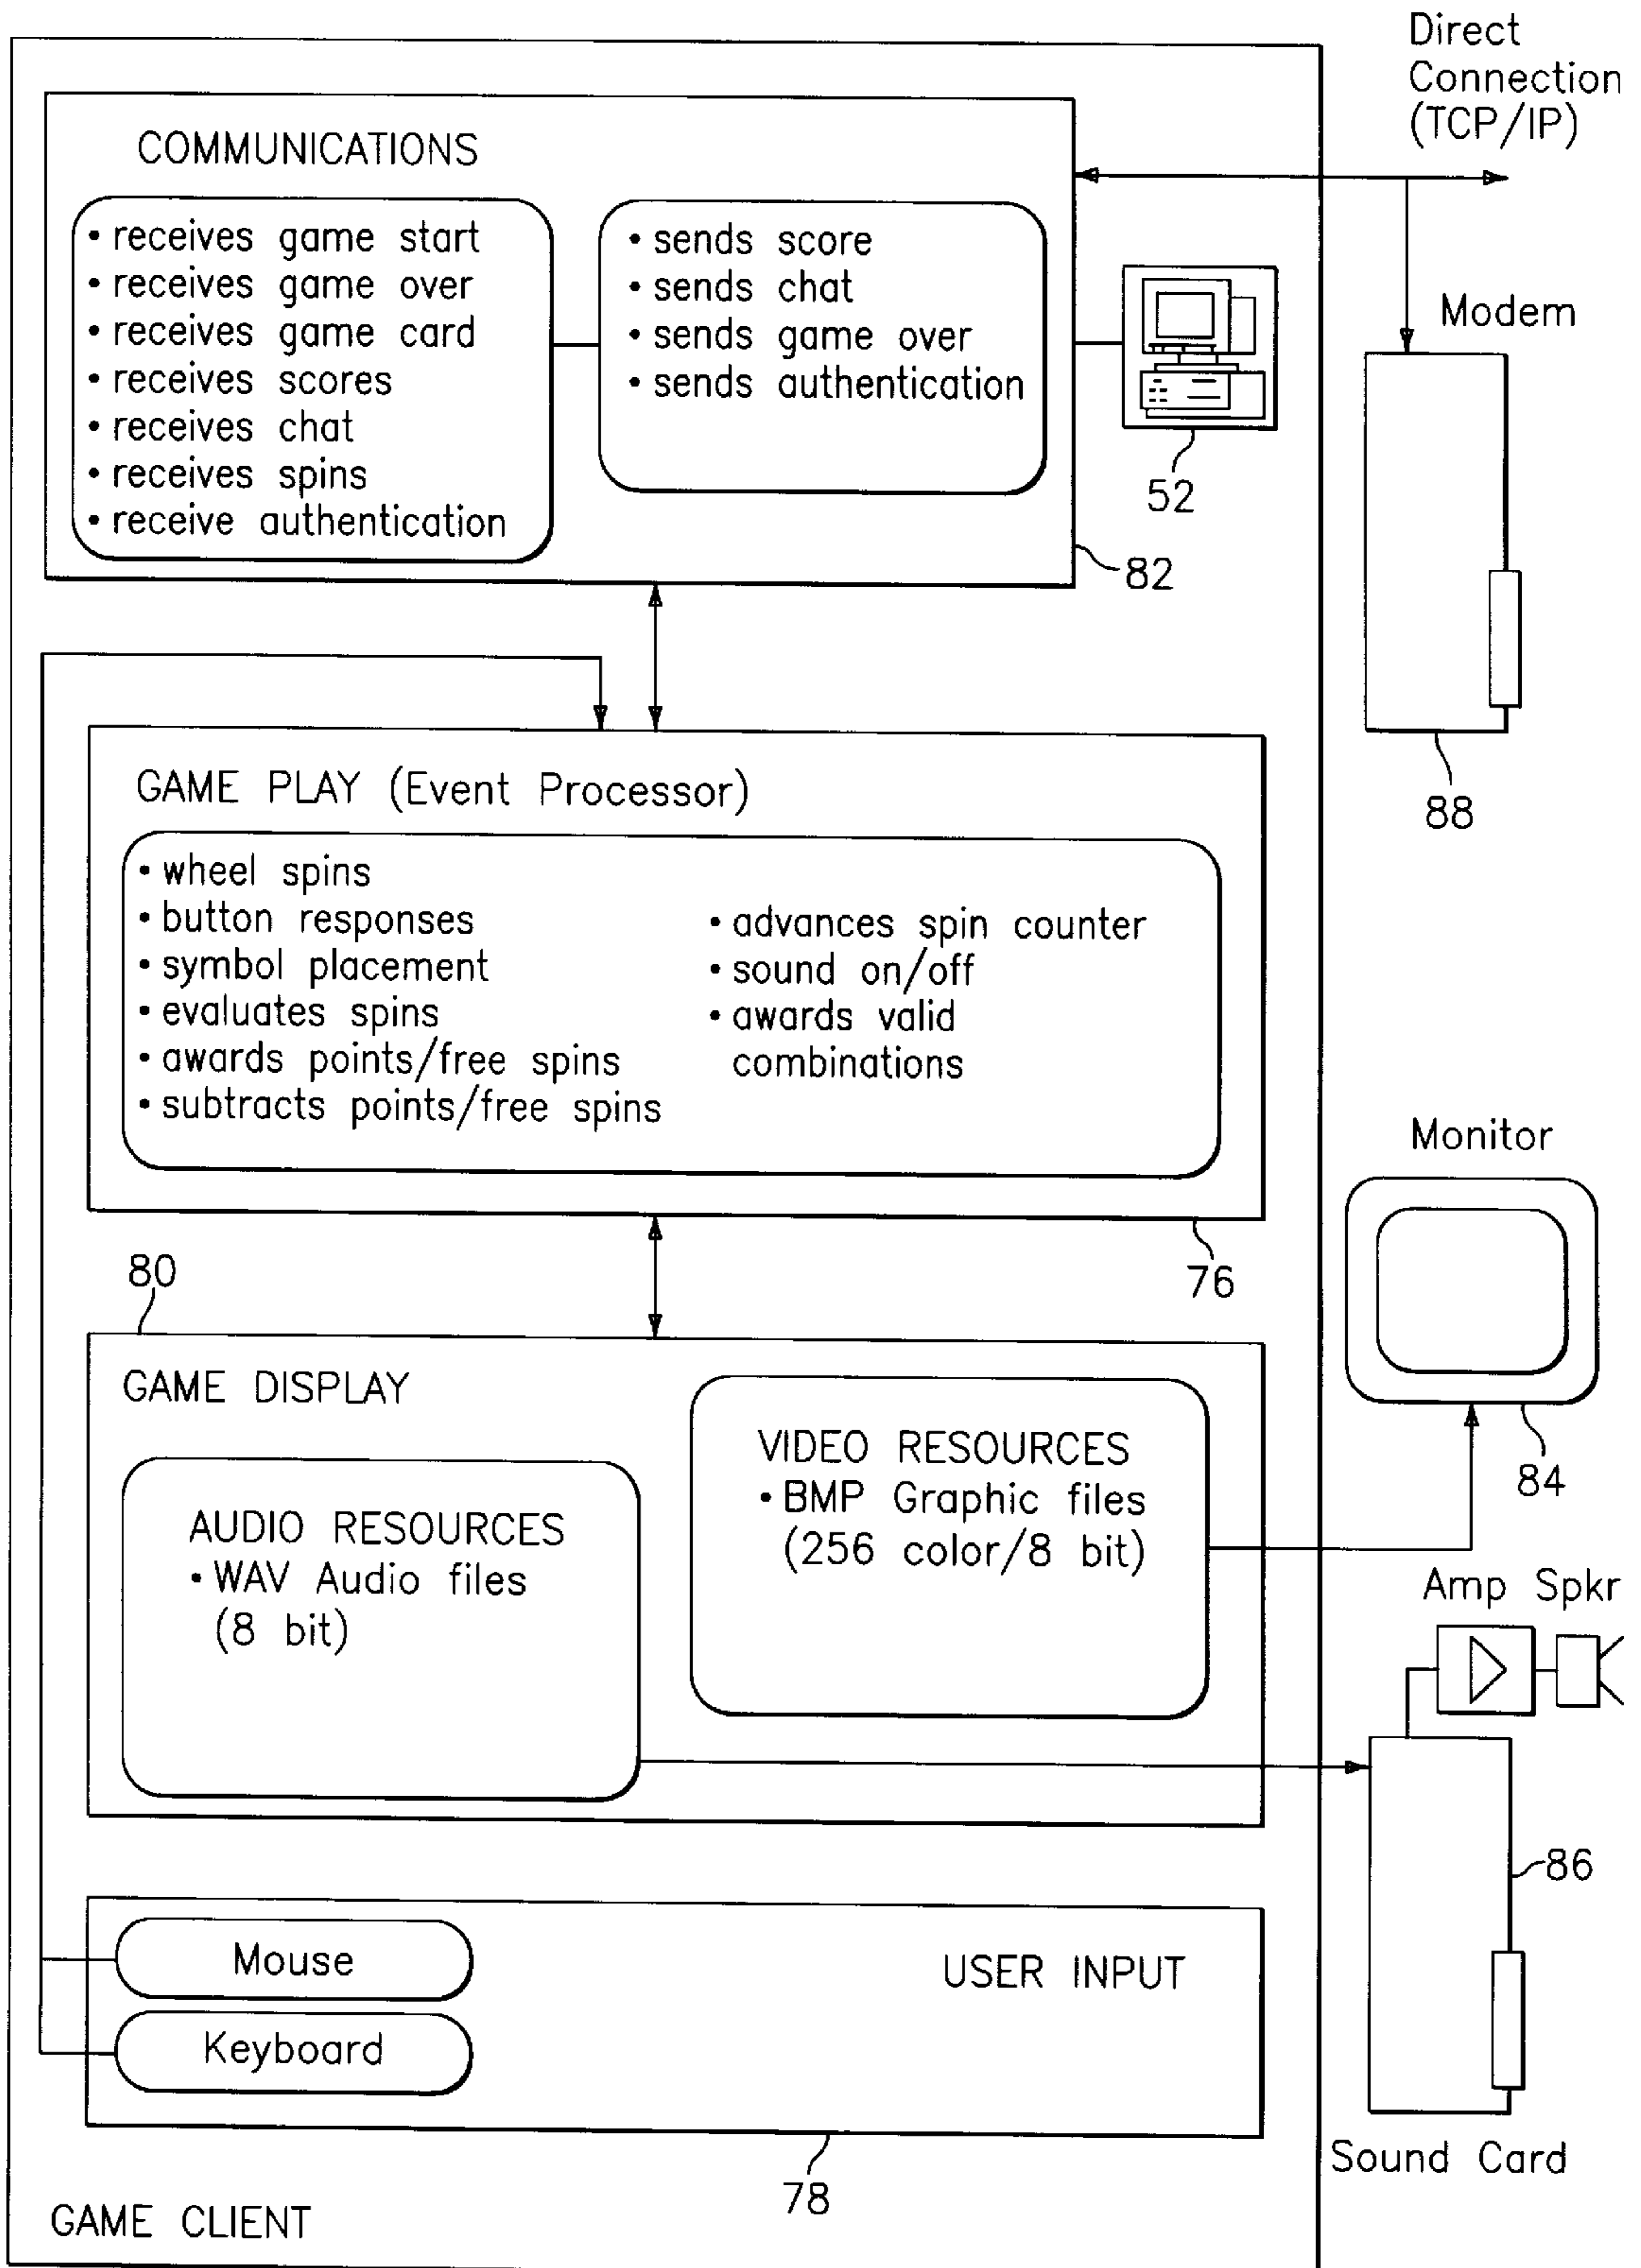 Direct
Connection
(TCP/IP)
COMMUNICATIONS
• receives game start
• receives game over
• receives game card
• receives scores
• receives chat
• receives spins
• receive authentication
• sends score
• sends chat
• sends game over
• sends authentication
52
82
Modem
88
GAME PLAY (Event Processor)
• wheel spins
• button responses
• symbol placement
• evaluates spins
• awards points/free spins
• subtracts points/free spins
• advances spin counter
• sound on/off
• awards valid
combinations
76
80
Monitor
84
GAME DISPLAY
AUDIO RESOURCES
• WAV Audio files
(8 bit)
VIDEO RESOURCES
• BMP Graphic files
(256 color/8 bit)
Amp Spkr
86
Sound Card
Mouse
Keyboard
USER INPUT
78
GAME CLIENT